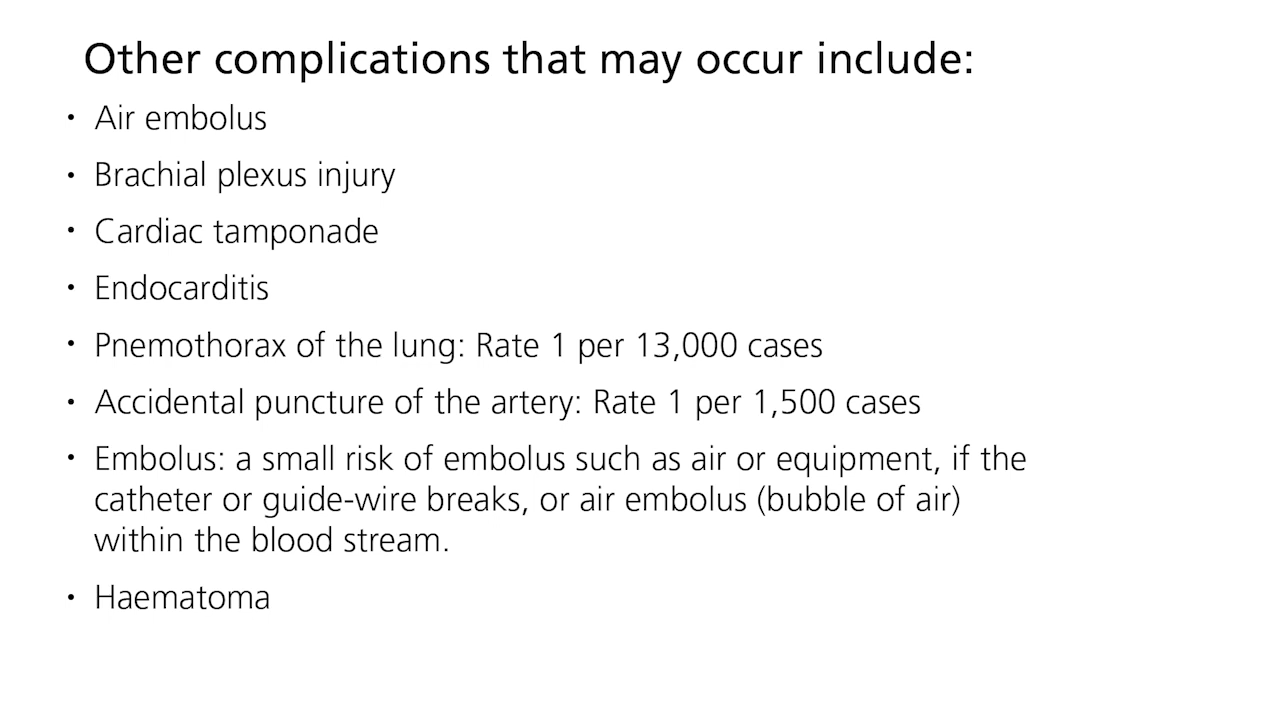 Other complications that may occur include:
• Air embolus
• Brachial plexus injury
• Cardiac tamponade
• Endocarditis
• Pnemothorax of the lung: Rate 1 per 13,000 cases
• Accidental puncture of the artery: Rate 1 per 1,500 cases
• Embolus: a small risk of embolus such as air or equipment, if the
catheter or guide-wire breaks, or air embolus (bubble of air)
within the blood stream.
• Haematoma